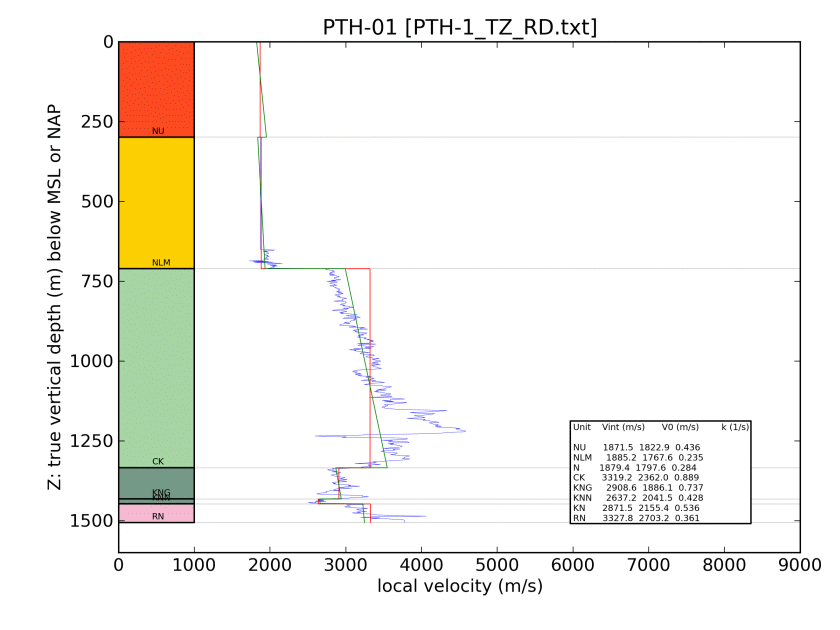 PTH-01 [PTH-1_TZ_RD.txt]
Z: true vertical depth (m) below MSL or NAP
0
250
500
750
1000
1250
1500
NU
NLM
CK
KNG
KNN
RN
Unit Vint (m/s) V0 (m/s) k (1/s)
NU 1871.5 1822.9 0.436
NLM 1885.2 1767.6 0.235
N 1879.4 1797.6 0.284
CK 3319.2 2362.0 0.889
KNG 2908.6 1886.1 0.737
KNN 2637.2 2041.5 0.428
KN 2871.5 2155.4 0.536
RN 3327.8 2703.2 0.361
0 1000 2000 3000 4000 5000 6000 7000 8000 9000
local velocity (m/s)